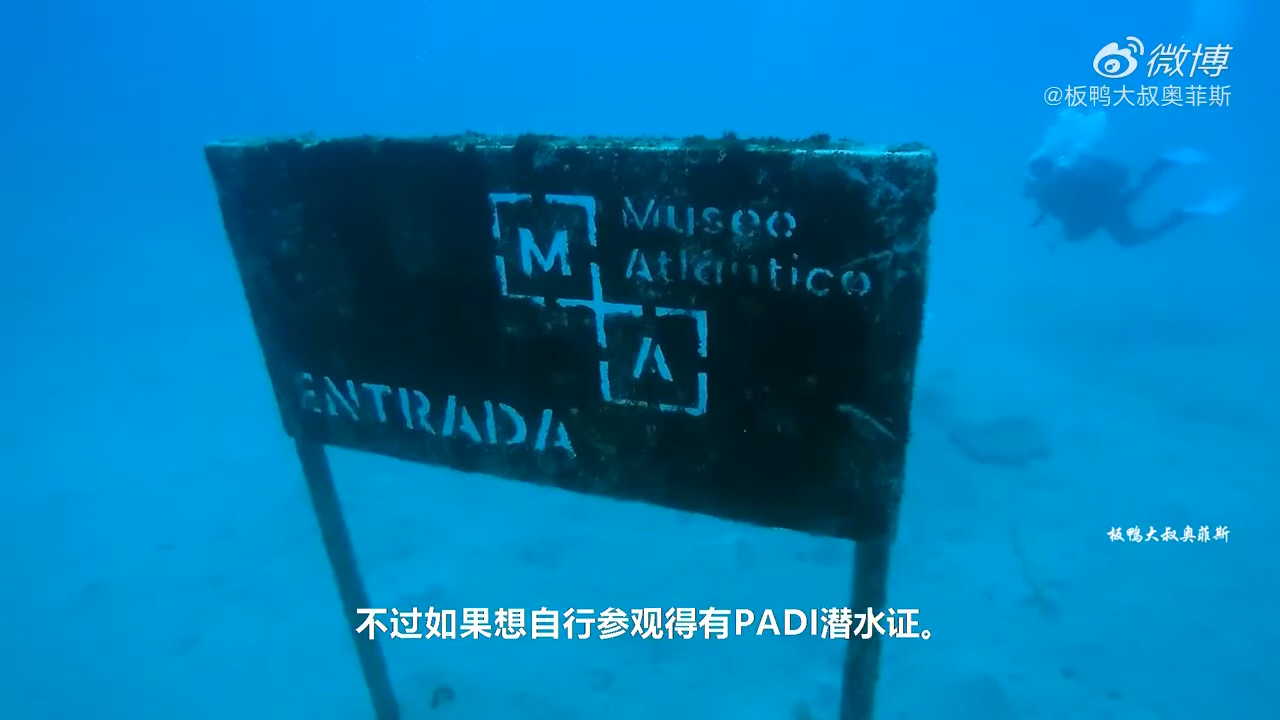 微博
@板鸭大叔奥菲斯
Museo
Atlántico
M
A
ENTRADA
板鸭大叔奥菲斯
不过如果想自行参观得有PADI潜水证。